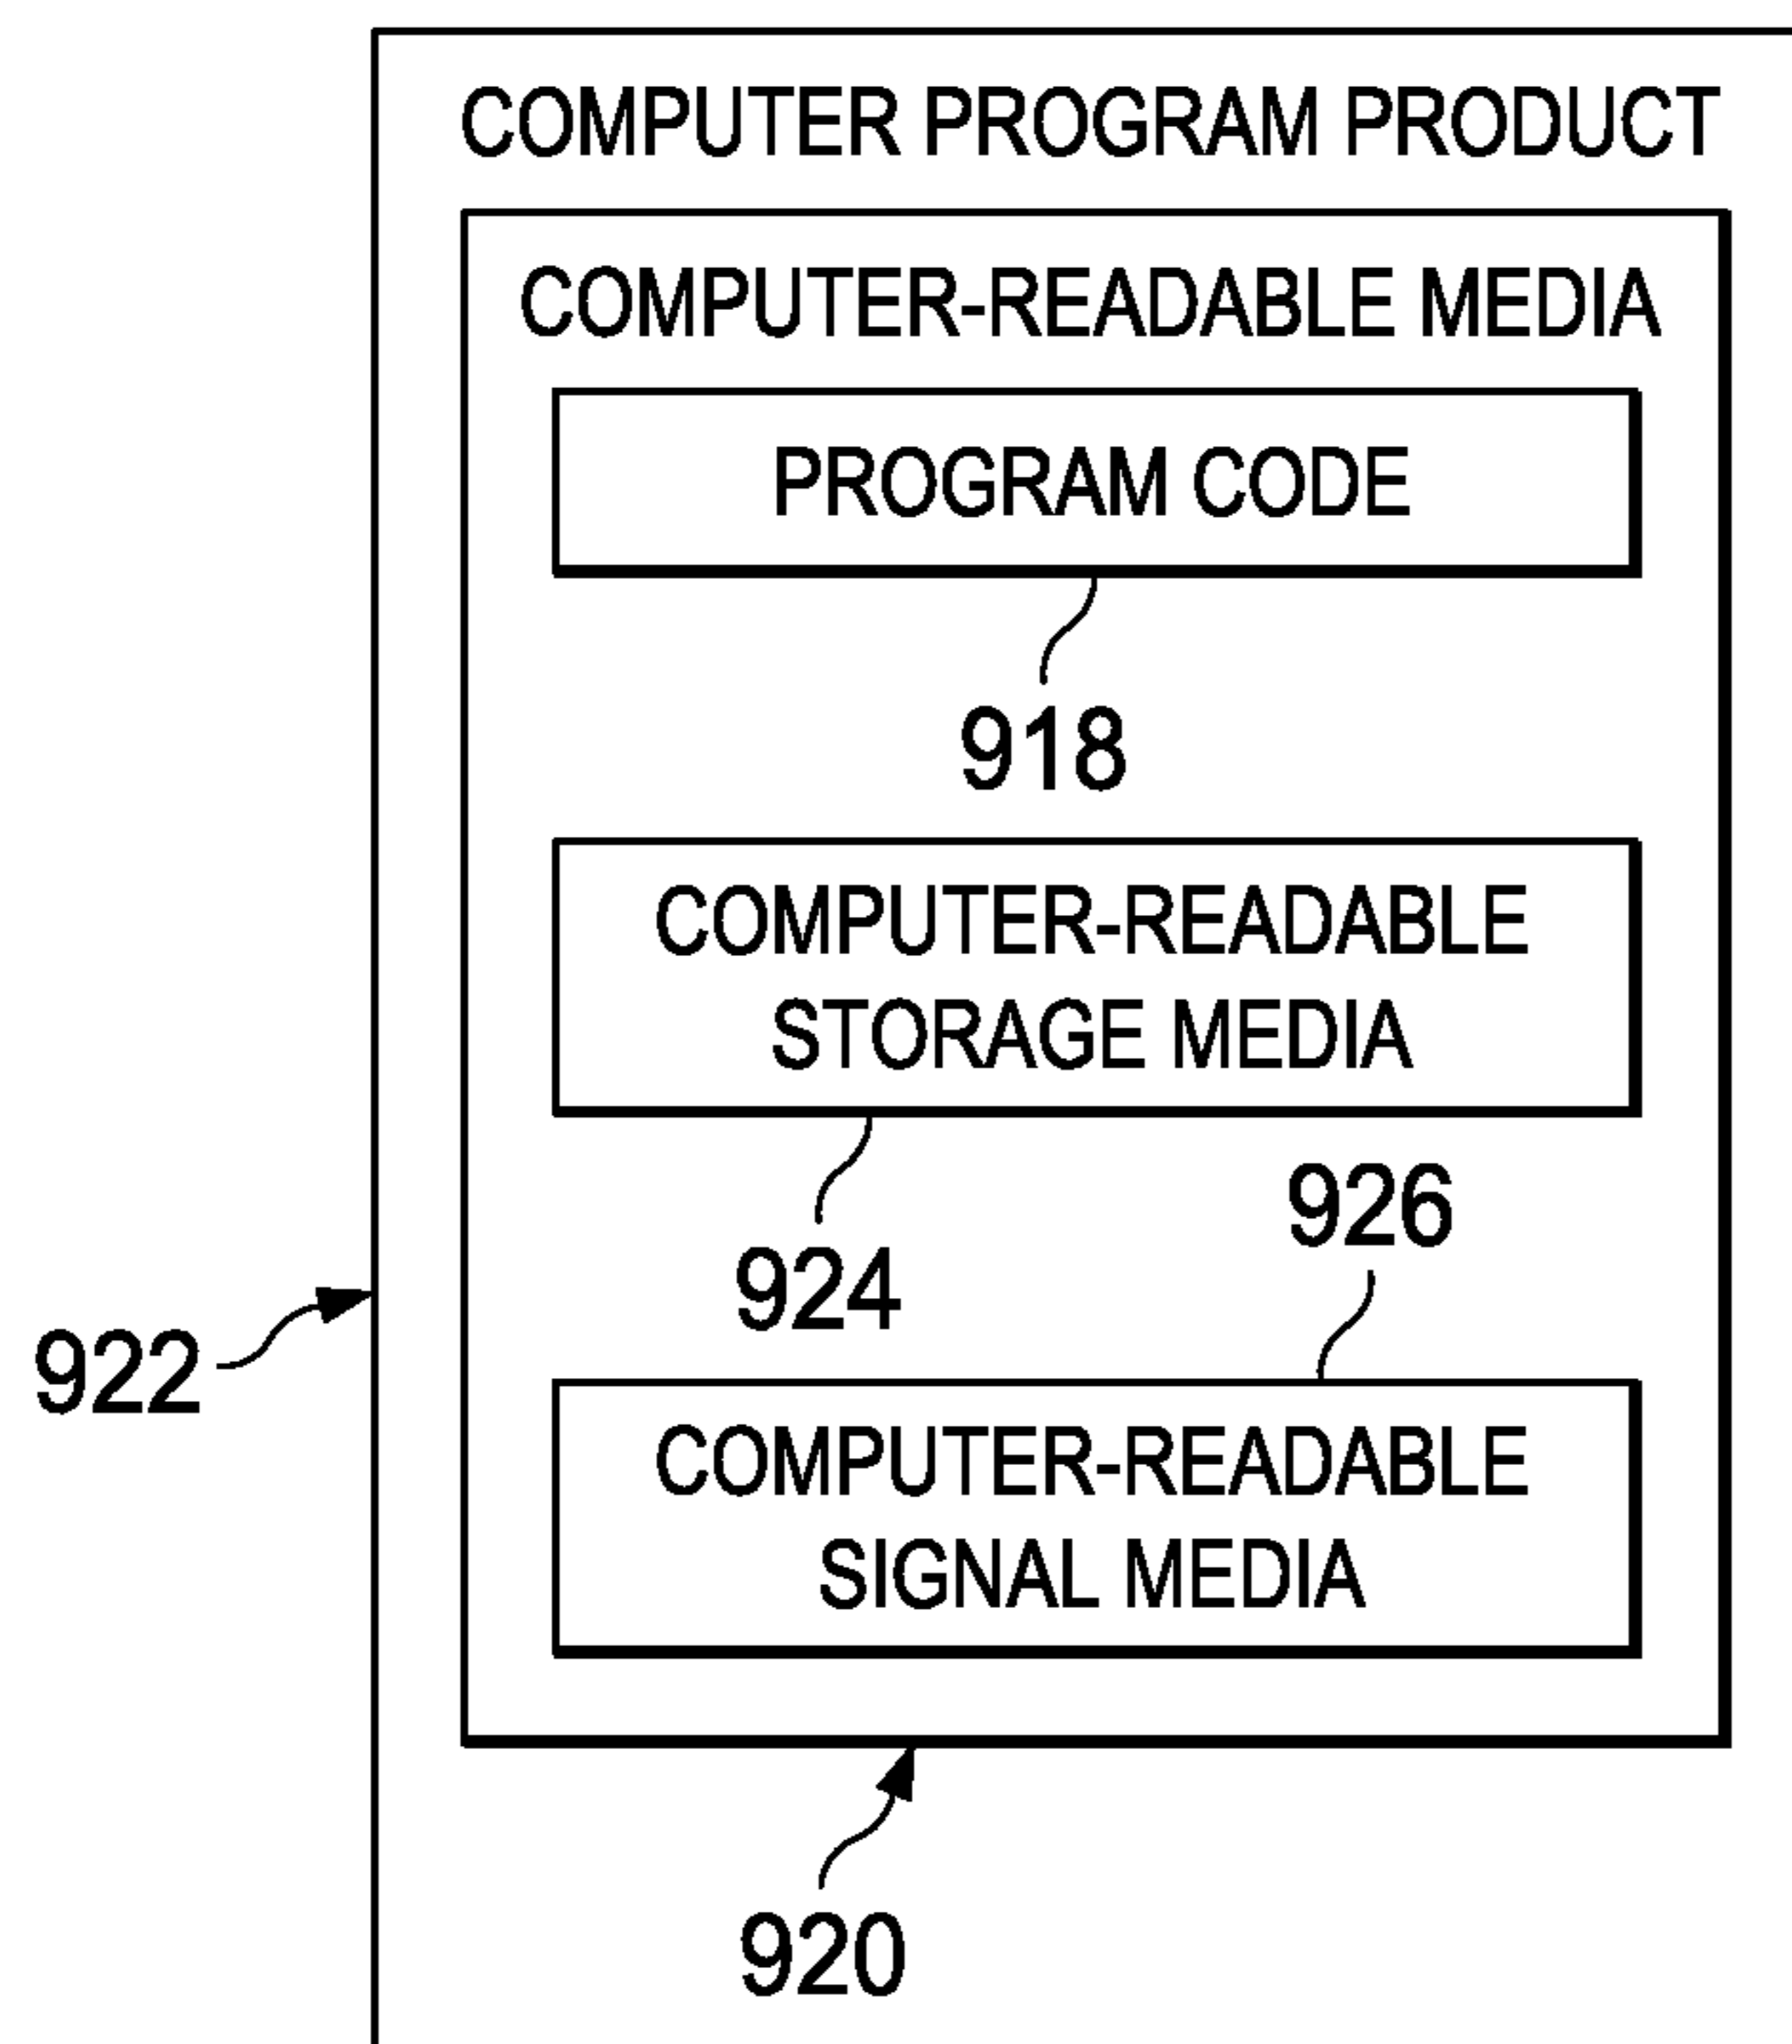 COMPUTER PROGRAM PRODUCT
COMPUTER-READABLE MEDIA
PROGRAM CODE
918
COMPUTER-READABLE
STORAGE MEDIA
924
926
922
COMPUTER-READABLE
SIGNAL MEDIA
920